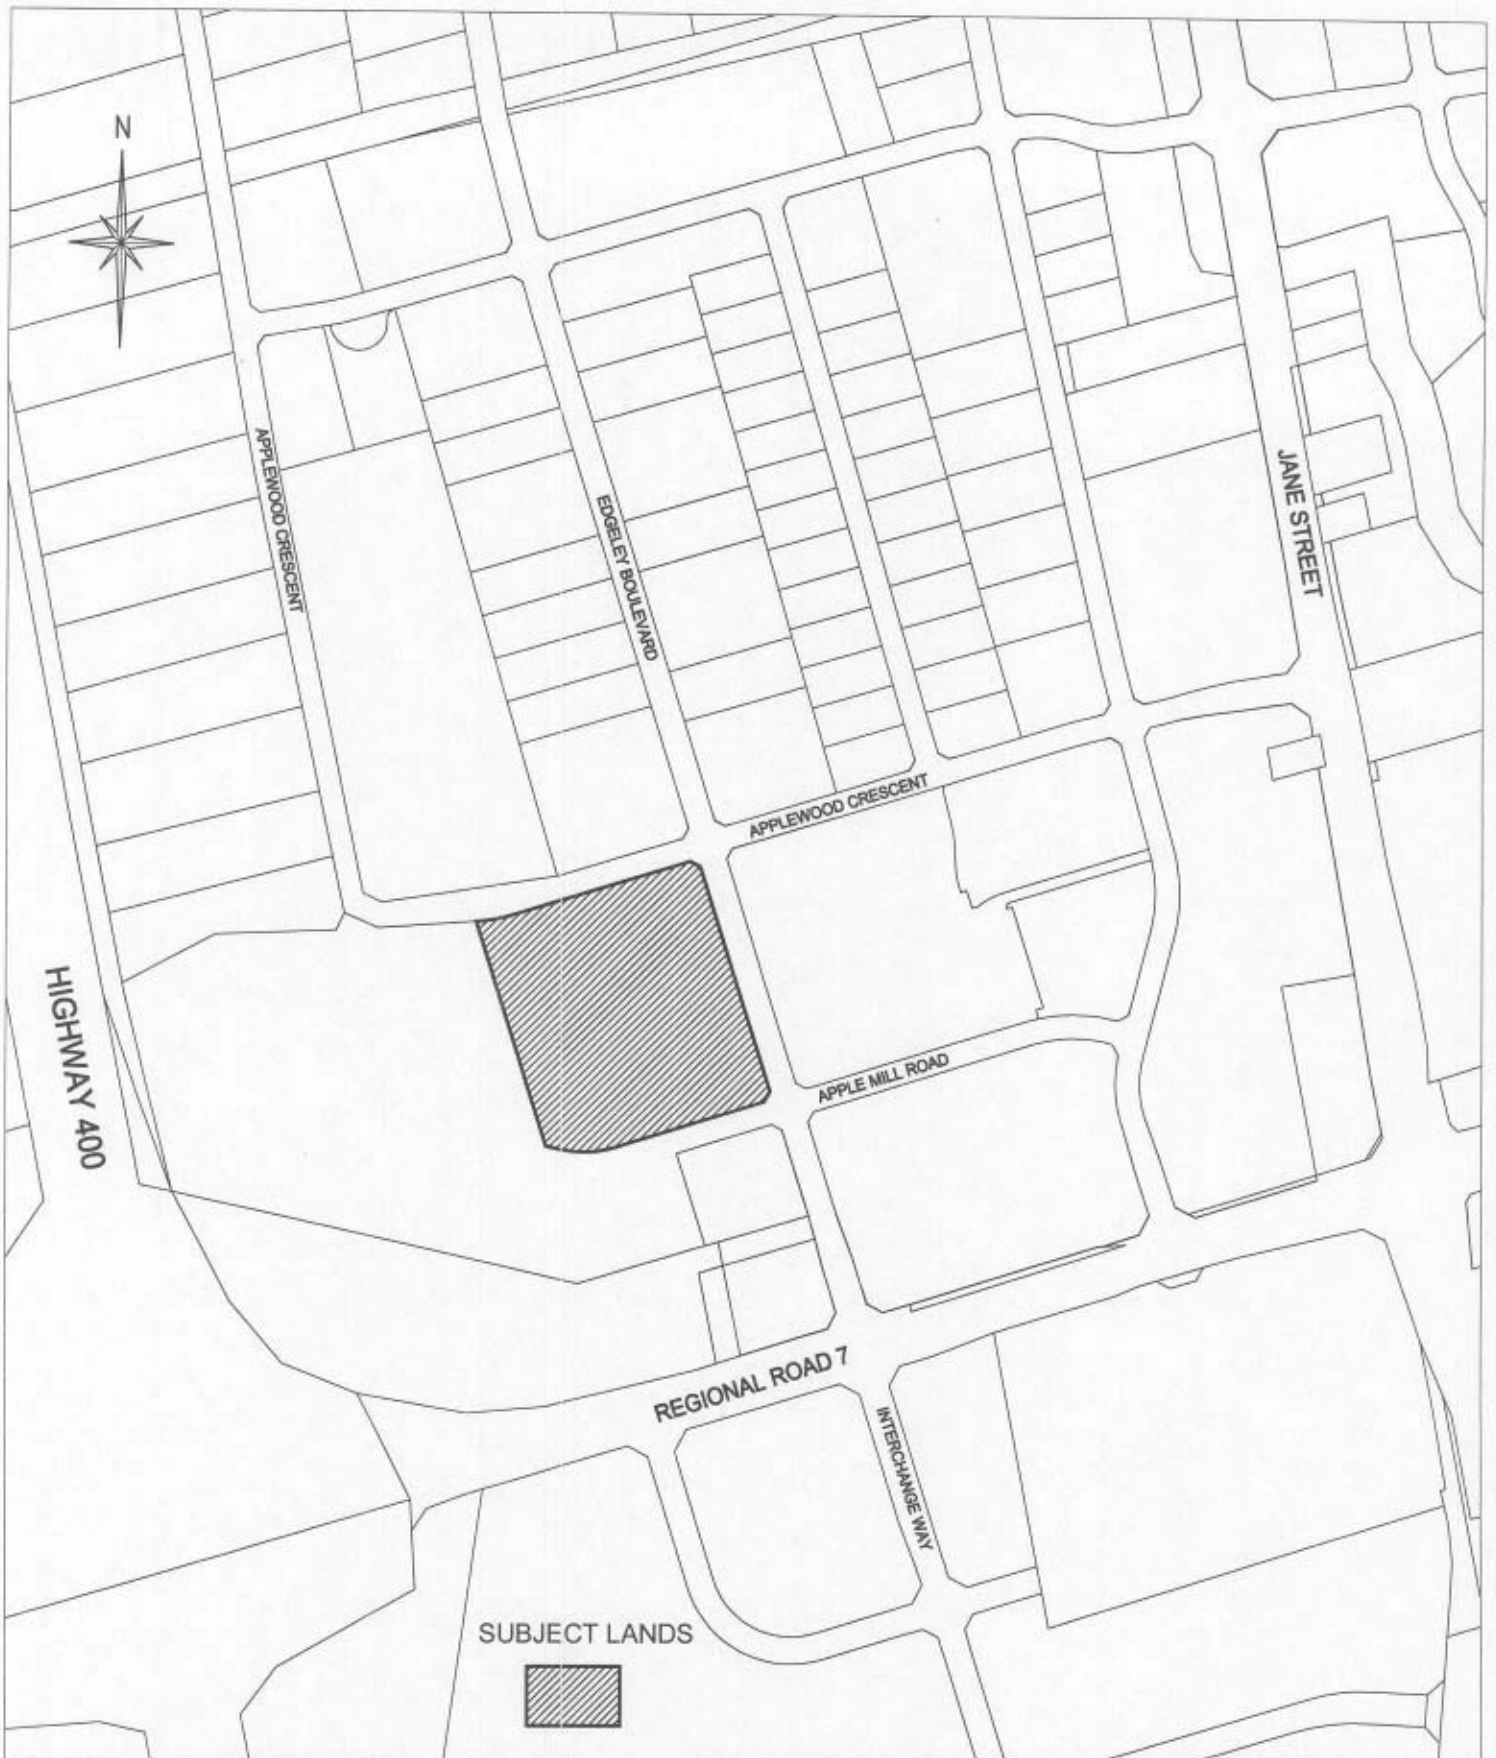 N
APPLEWOOD CRESCENT
EDGELEY BOULEVARD
JANE STREET
APPLEWOOD CRESCENT
HIGHWAY 400
APPLE MILL ROAD
REGIONAL ROAD 7
INTERCHANGE WAY
SUBJECT LANDS